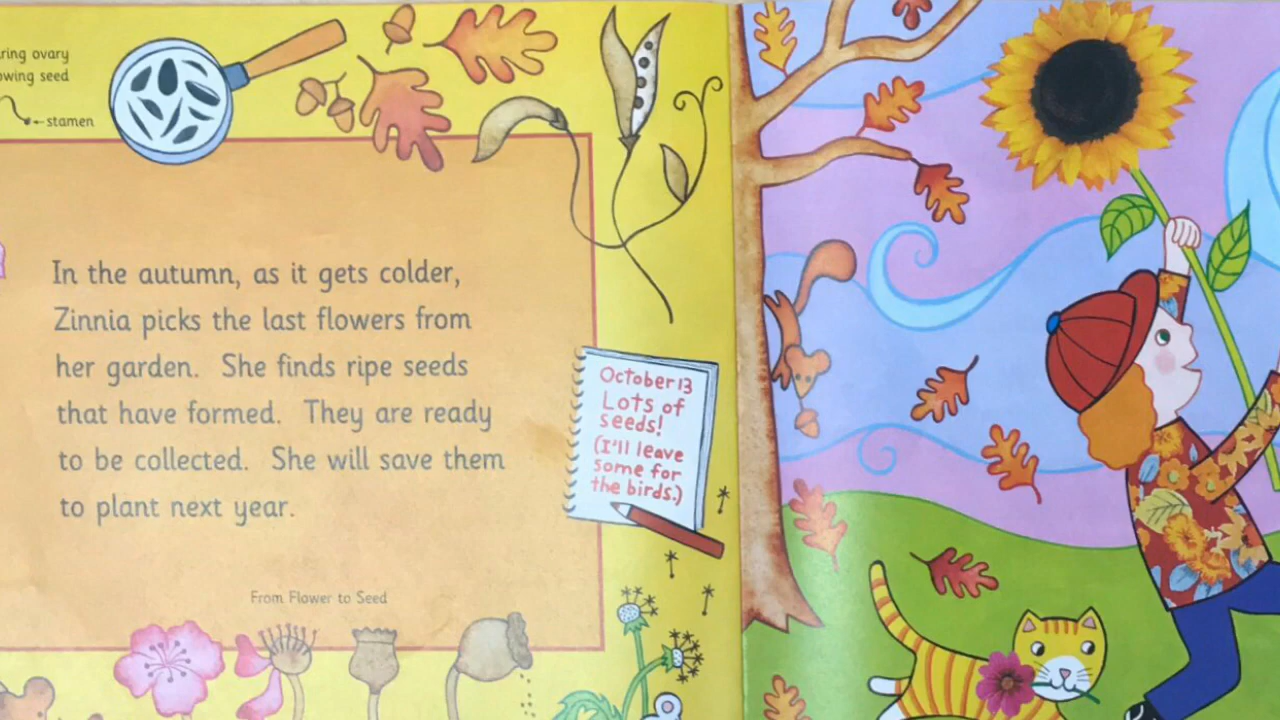 ring ovary
owing seed
stamen
In the autumn, as it gets colder,
Zinnia picks the last flowers from
her garden. She finds ripe seeds
that have formed. They are ready
to be collected. She will save them
to plant next year.
October 13
Lots of
seeds!
(I'll leave
some for
the birds.)
From Flower to Seed